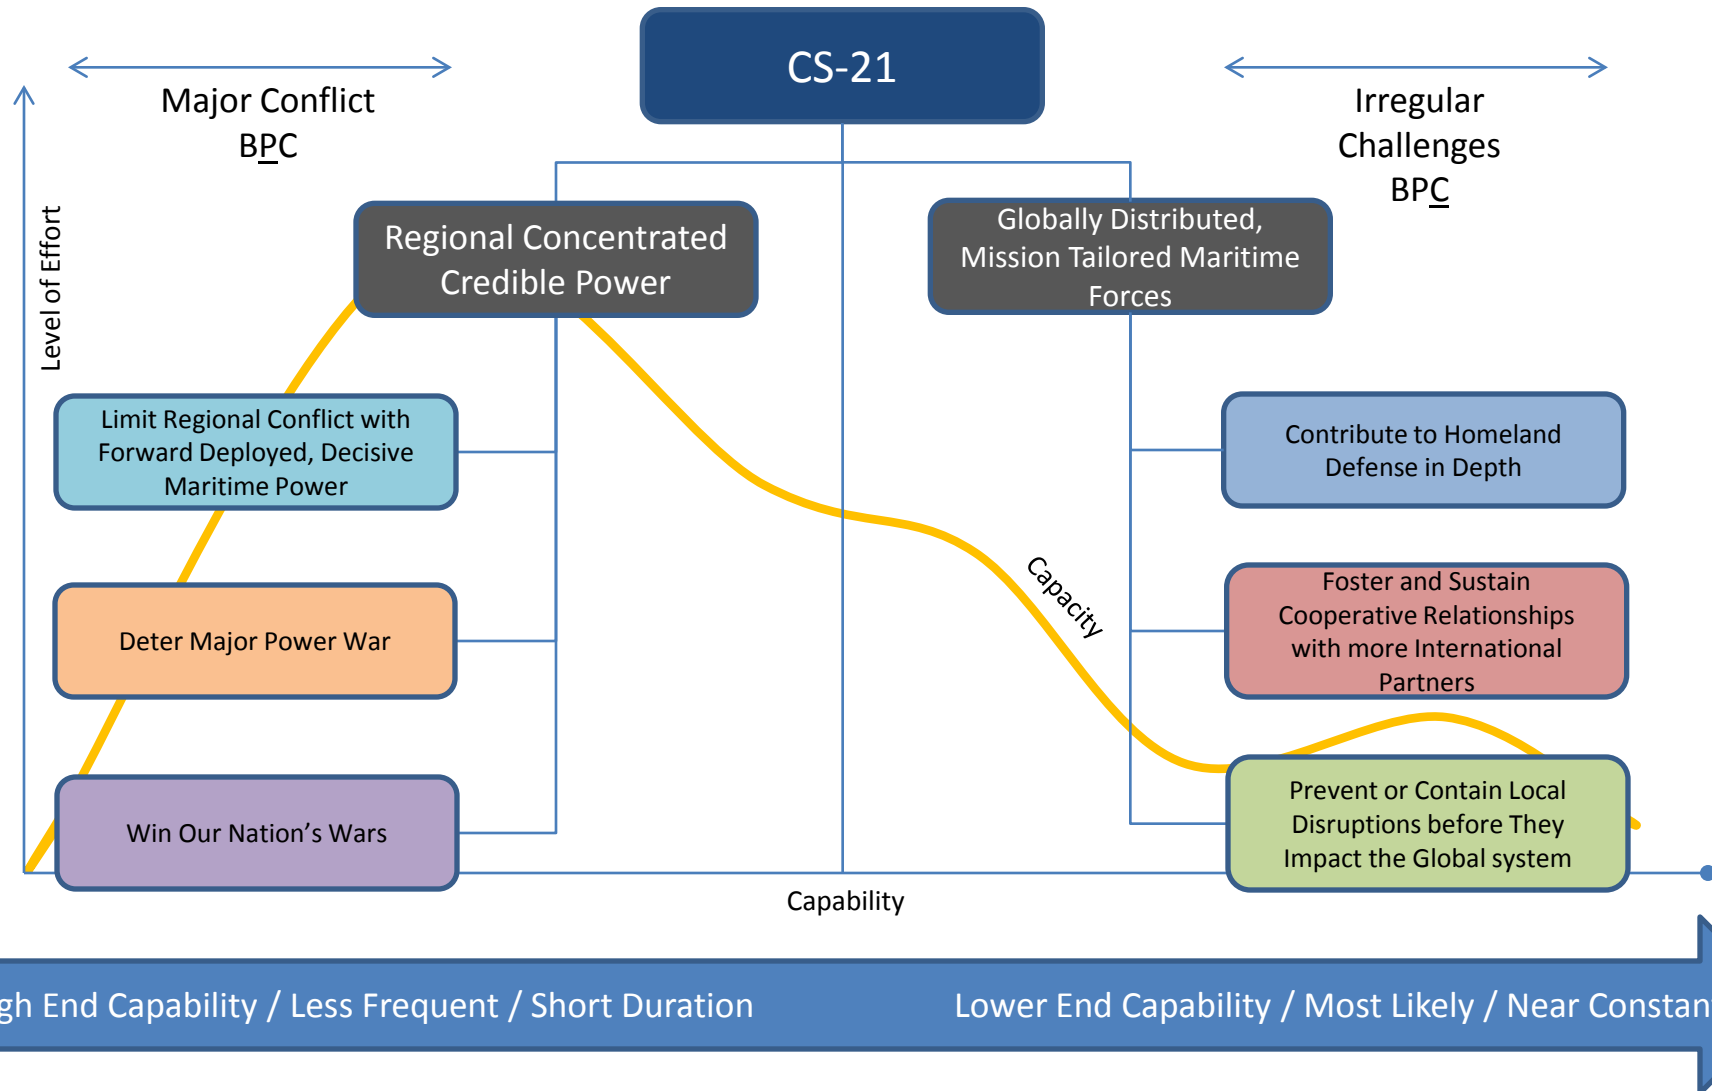 CS-21
Major Conflict
BPC
Irregular
Challenges
BPC
Level of Effort
Regional Concentrated
Credible Power
Globally Distributed,
Mission Tailored Maritime
Forces
Limit Regional Conflict with
Forward Deployed, Decisive
Maritime Power
Deter Major Power War
Win Our Nation’s Wars
Capacity
Contribute to Homeland
Defense in Depth
Foster and Sustain
Cooperative Relationships
with more International
Partners
Prevent or Contain Local
Disruptions before They
Impact the Global system
Capability
gh End Capability / Less Frequent / Short Duration
Lower End Capability / Most Likely / Near Constant